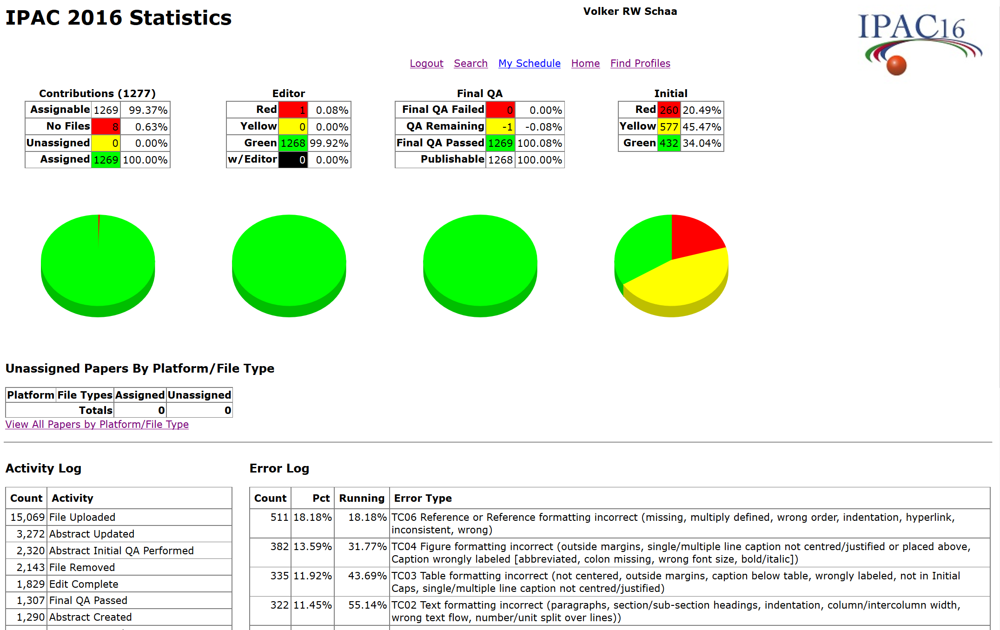 IPAC 2016 Statistics
Volker RW Schaa
IPAC16
Logout Search My Schedule Home Find Profiles
Contributions (1277)
Assignable 1269 99.37%
No Files 8 0.63%
Unassigned 0 0.00%
Assigned 1269 100.00%
Editor
Red 1 0.08%
Yellow 0 0.00%
Green 1268 99.92%
w/Editor 0 0.00%
Final QA
Final QA Failed 0 0.00%
QA Remaining -1 -0.08%
Final QA Passed 1269 100.08%
Publishable 1268 100.00%
Initial
Red 260 20.49%
Yellow 577 45.47%
Green 432 34.04%
Unassigned Papers By Platform/File Type
Platform File Types Assigned Unassigned
Totals 0 0
View All Papers by Platform/File Type
Activity Log
Count Activity
15,069 File Uploaded
3,272 Abstract Updated
2,320 Abstract Initial QA Performed
2,143 File Removed
1,829 Edit Complete
1,307 Final QA Passed
1,290 Abstract Created
Error Log
Count Pct Running Error Type
511 18.18% 18.18% TC06 Reference or Reference formatting incorrect (missing, multiply defined, wrong order, indentation, hyperlink,
inconsistent, wrong)
382 13.59% 31.77% TC04 Figure formatting incorrect (outside margins, single/multiple line caption not centred/justified or placed above,
Caption wrongly labeled [abbreviated, colon missing, wrong font size, bold/italic])
335 11.92% 43.69% TC03 Table formatting incorrect (not centered, outside margins, caption below table, wrongly labeled, not in Initial
Caps, single/multiple line caption not centred/justified)
322 11.45% 55.14% TC02 Text formatting incorrect (paragraphs, section/sub-section headings, indentation, column/intercolumn width,
wrong text flow, number/unit split over lines))